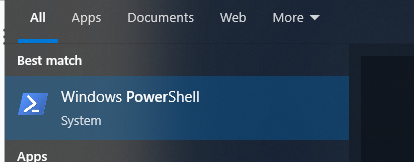 All Apps Documents Web More
Best match
Windows PowerShell
System
Apps